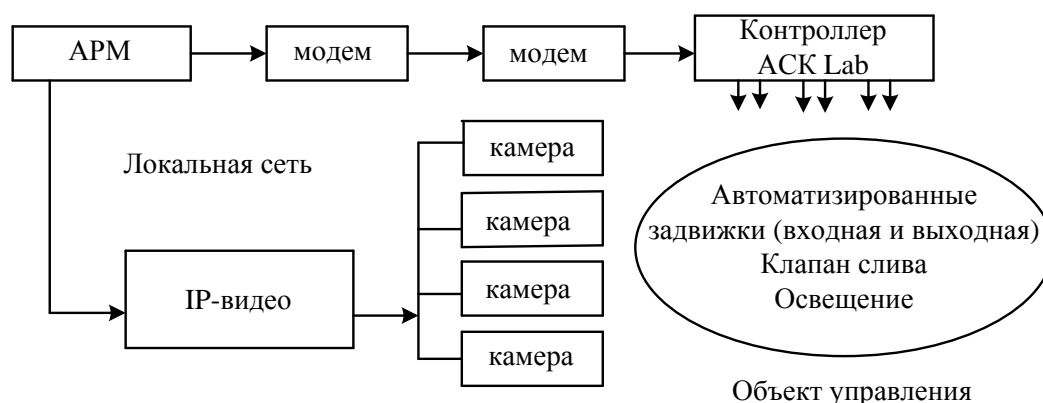 АРМ
модем
модем
Контроллер
АСК Lab
Локальная сеть
камера
камера
камера
камера
IP-видео
Автоматизированные
задвижки (входная и выходная)
Клапан слива
Освещение
Объект управления